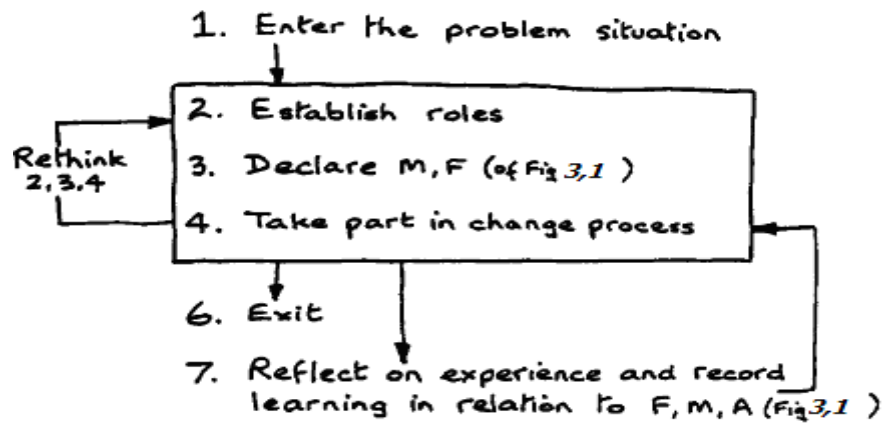 1. Enter the problem situation
2. Establish roles
3. Declare M, F (of Fig 3,1 )
Rethink
2,3,4
4. Take part in change process
6. Exit
7. Reflect on experience and record
learning in relation to F, M, A (Fig 3,1 )